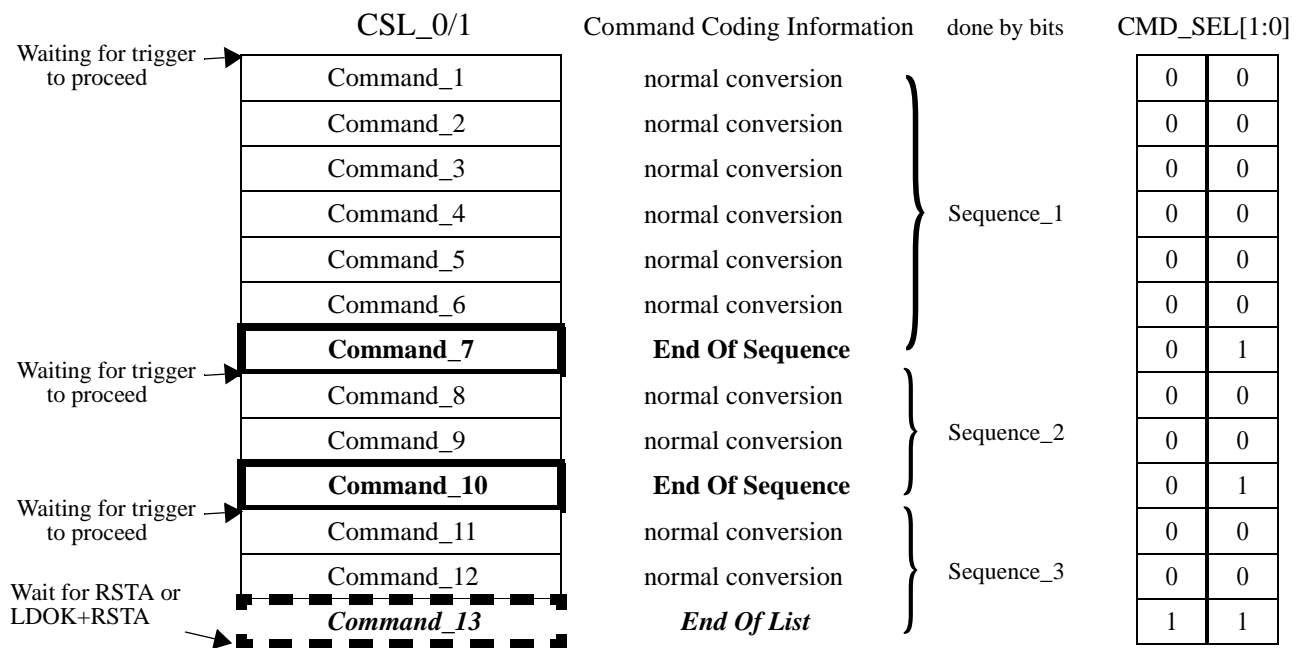 CSL_0/1 Command Coding Information done by bits CMD_SEL[1:0]
Waiting for trigger
to proceed
Command_1 normal conversion 0 0
Command_2 normal conversion 0 0
Command_3 normal conversion 0 0
Command_4 normal conversion Sequence_1 0 0
Command_5 normal conversion 0 0
Command_6 normal conversion 0 0
Command_7 End Of Sequence 0 1
Waiting for trigger
to proceed
Command_8 normal conversion 0 0
Command_9 normal conversion Sequence_2 0 0
Command_10 End Of Sequence 0 1
Waiting for trigger
to proceed
Command_11 normal conversion 0 0
Command_12 normal conversion Sequence_3 0 0
Wait for RSTA or
LDOK+RSTA
Command_13 End Of List 1 1